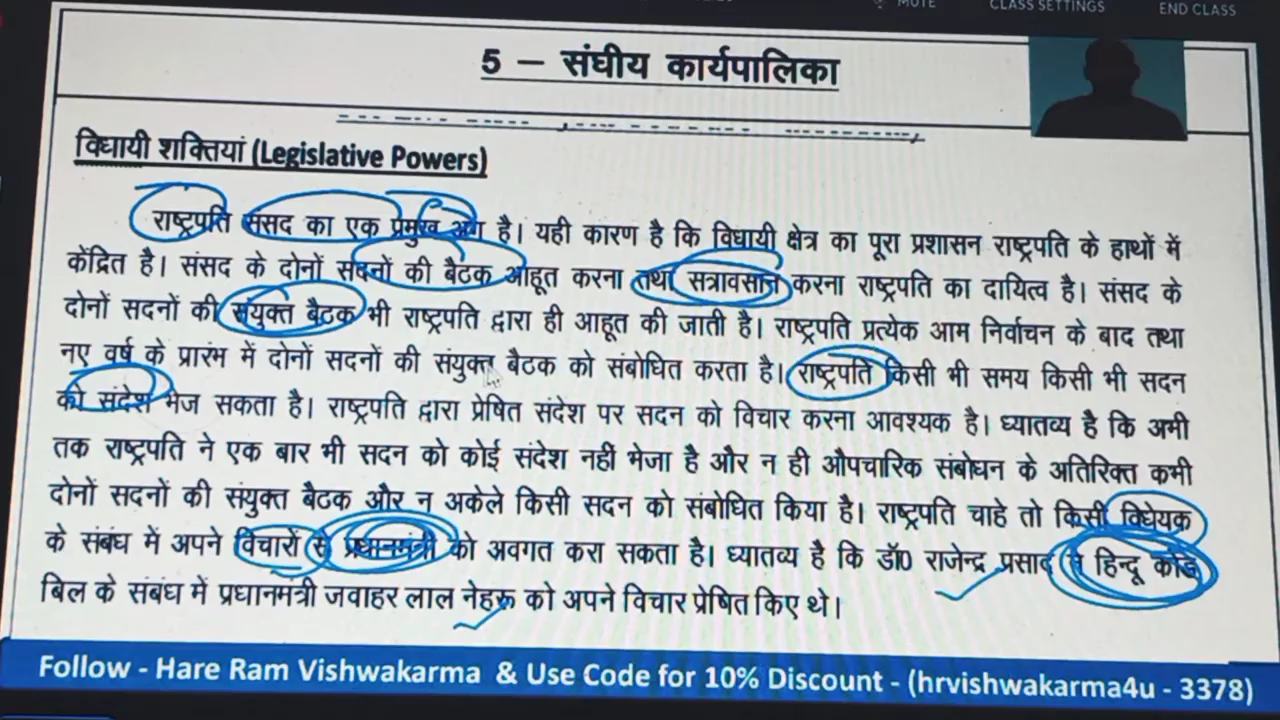 MUTE
CLASS SETTINGS
END CLASS
5 – संघीय कार्यपालिका
विधायी शक्तियां (Legislative Powers)
राष्ट्रपति संसद का एक प्रमुख अंग है। यही कारण है कि विधायी क्षेत्र का पूरा प्रशासन राष्ट्रपति के हाथों में
केंद्रित है। संसद के दोनों सदनों की बैठक आहूत करना तथा सत्रावसान करना राष्ट्रपति का दायित्व है। संसद के
दोनों सदनों की संयुक्त बैठक भी राष्ट्रपति द्वारा ही आहूत की जाती है। राष्ट्रपति प्रत्येक आम निर्वाचन के बाद तथा
नए वर्ष के प्रारंभ में दोनों सदनों की संयुक्त बैठक को संबोधित करता है। राष्ट्रपति किसी भी समय किसी भी सदन
को संदेश भेज सकता है। राष्ट्रपति द्वारा प्रेषित संदेश पर सदन को विचार करना आवश्यक है। ध्यातव्य है कि अभी
तक राष्ट्रपति ने एक बार भी सदन को कोई संदेश नहीं भेजा है और न ही औपचारिक संबोधन के अतिरिक्त कभी
दोनों सदनों की संयुक्त बैठक और न अकेले किसी सदन को संबोधित किया है। राष्ट्रपति चाहे तो किसी विधेयक
के संबंध में अपने विचारों से प्रधानमंत्री को अवगत करा सकता है। ध्यातव्य है कि डॉ0 राजेन्द्र प्रसाद ने हिन्दू कोड
बिल के संबंध में प्रधानमंत्री जवाहर लाल नेहरू को अपने विचार प्रेषित किए थे।
Follow - Hare Ram Vishwakarma & Use Code for 10% Discount - (hrvishwakarma4u - 3378)